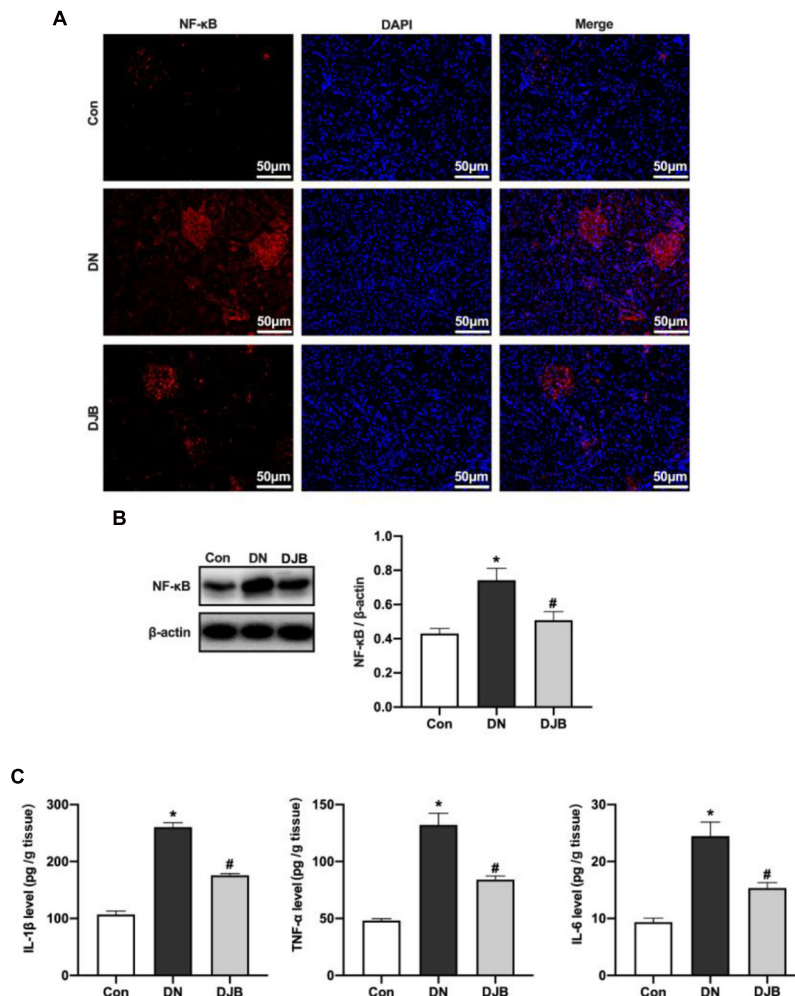 A
NF-κB DAPI Merge
Con
50μm 50μm 50μm
DN
50μm 50μm 50μm
DJB
50μm 50μm 50μm
B
Con DN DJB
NF-κB
β-actin
NF-κB / β-actin
1.0
0.8
0.6
0.4
0.2
0.0
*
#
Con DN DJB
C
IL-1β level (pg /g tissue)
300
200
100
0
*
#
Con DN DJB
TNF-α level (pg /g tissue)
150
100
50
0
*
#
Con DN DJB
IL-6 level (pg /g tissue)
30
20
10
0
*
#
Con DN DJB